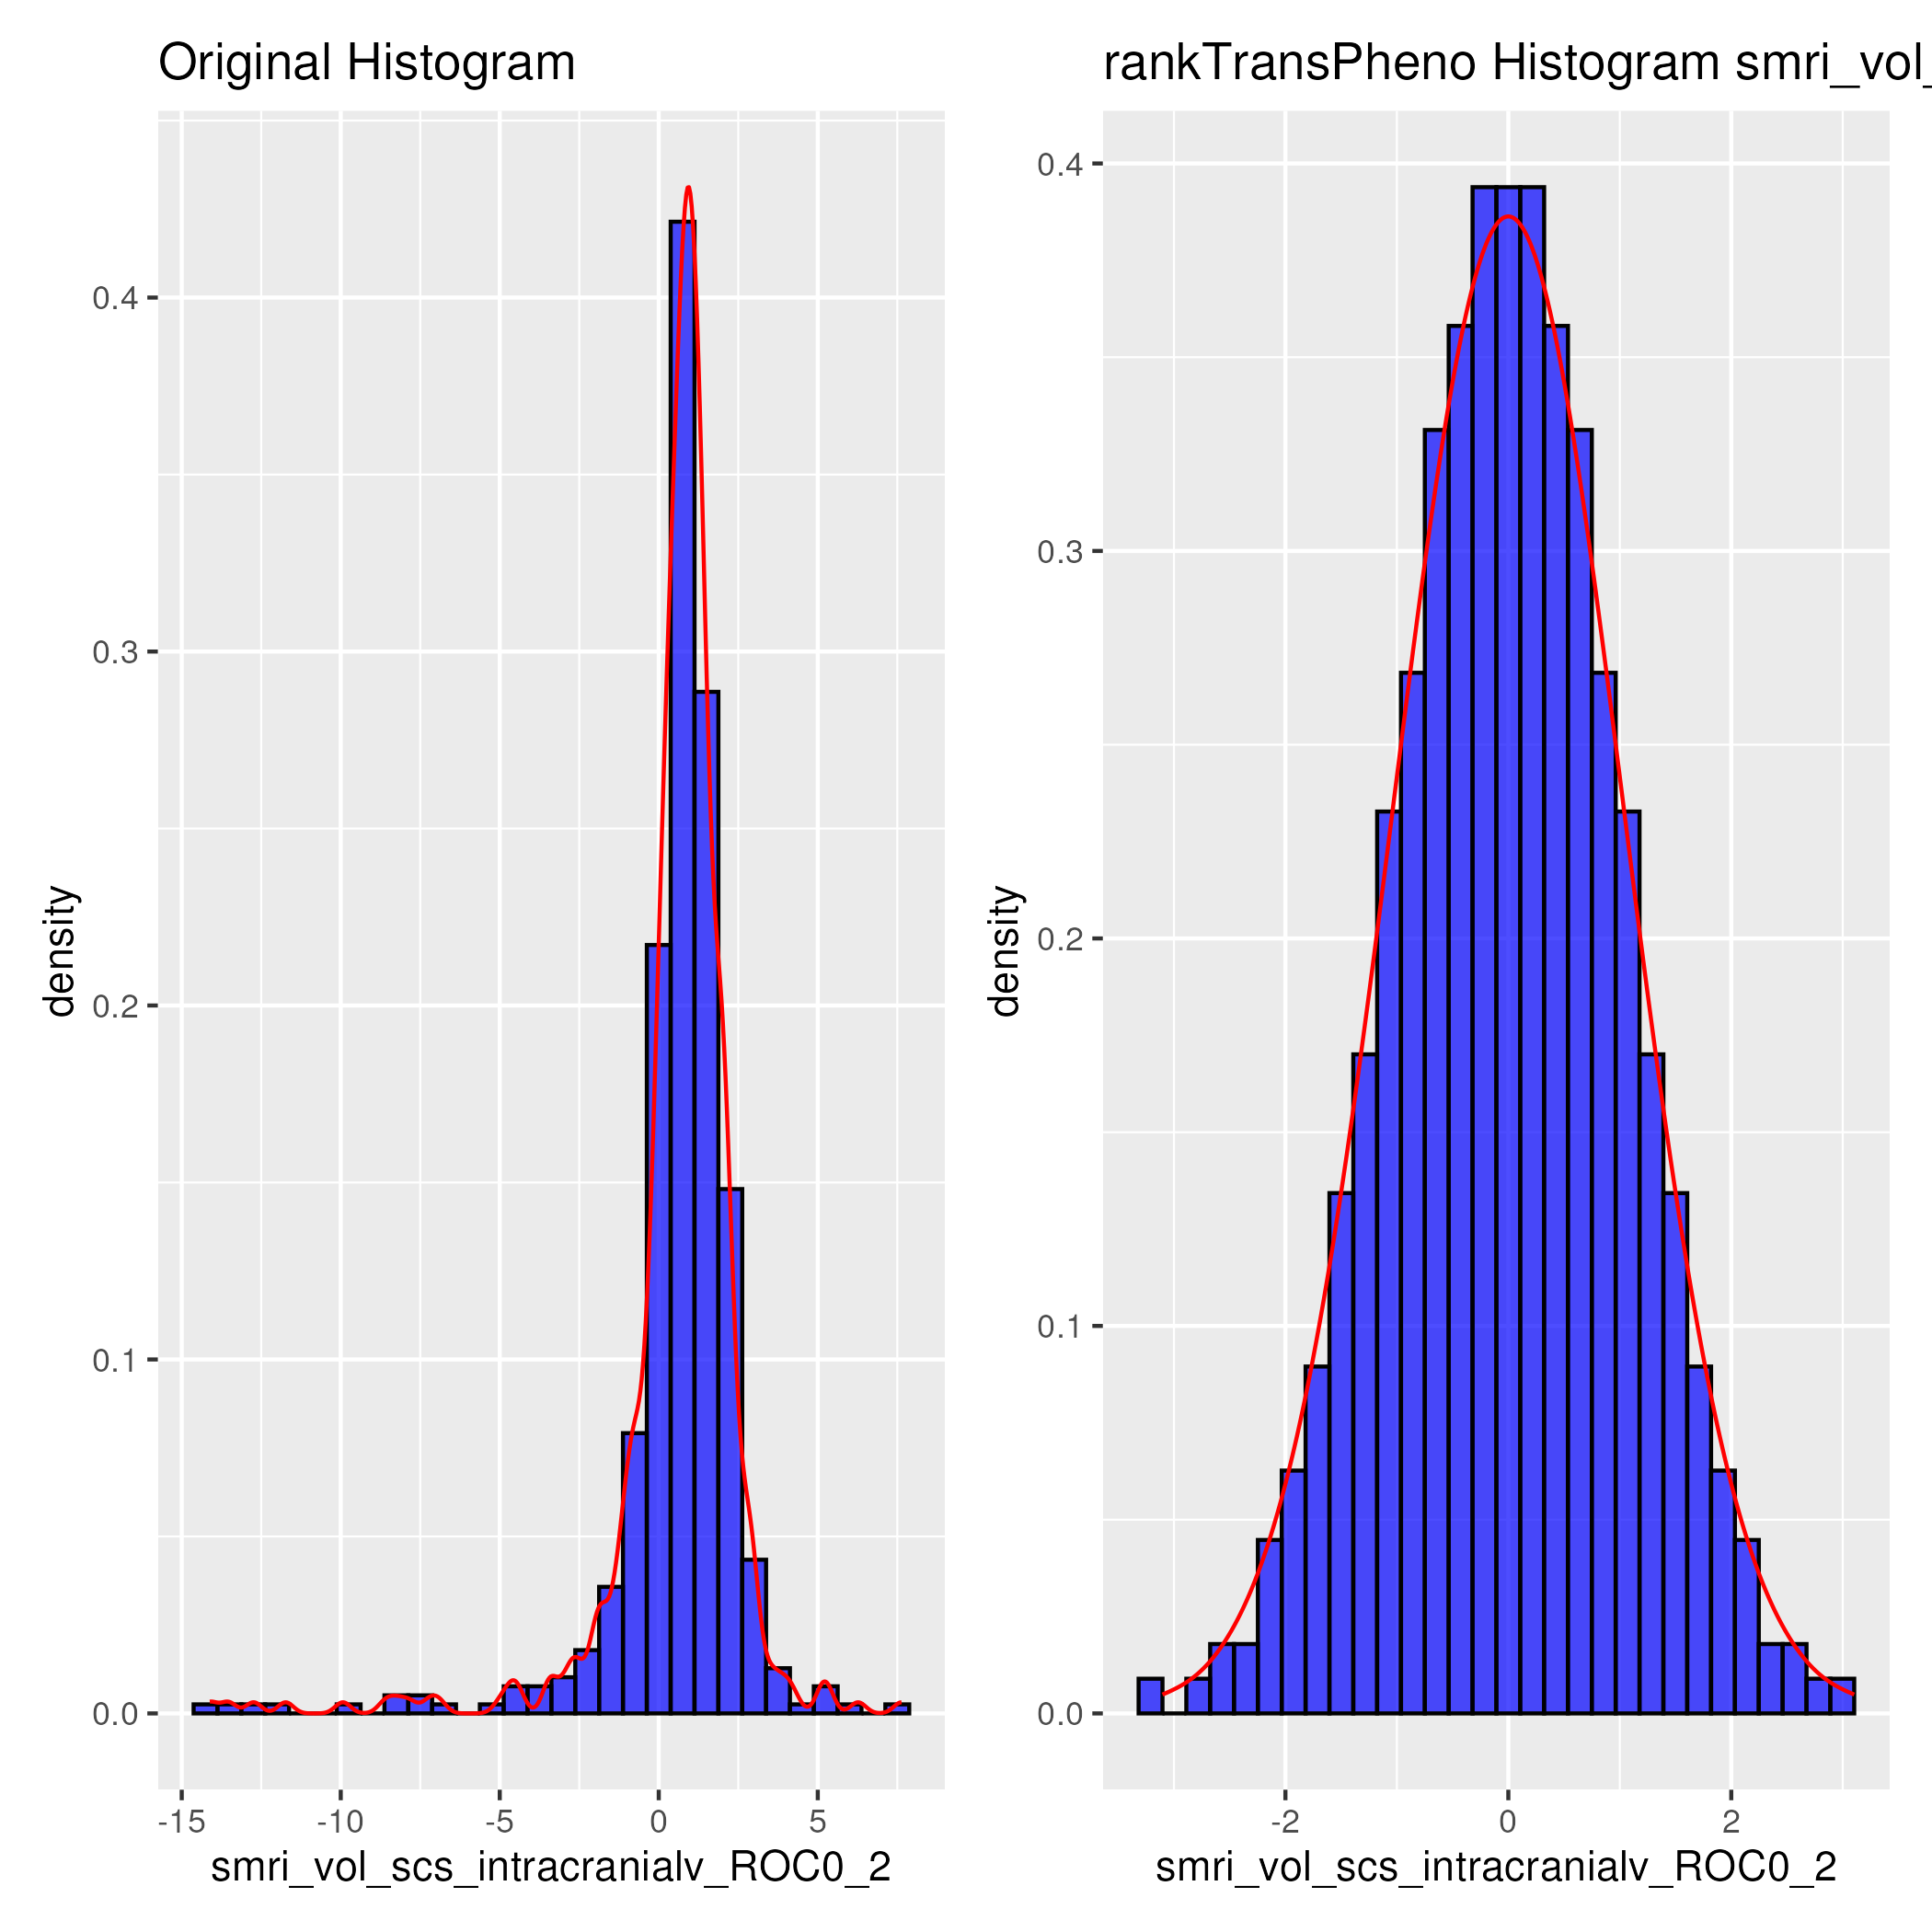 Original Histogram
density
0.4
0.3
0.2
0.1
0.0
-15 -10 -5 0 5
smri_vol_scs_intracranialv_ROC0_2
rankTransPheno Histogram smri_vol_
density
0.4
0.3
0.2
0.1
0.0
-2 0 2
smri_vol_scs_intracranialv_ROC0_2